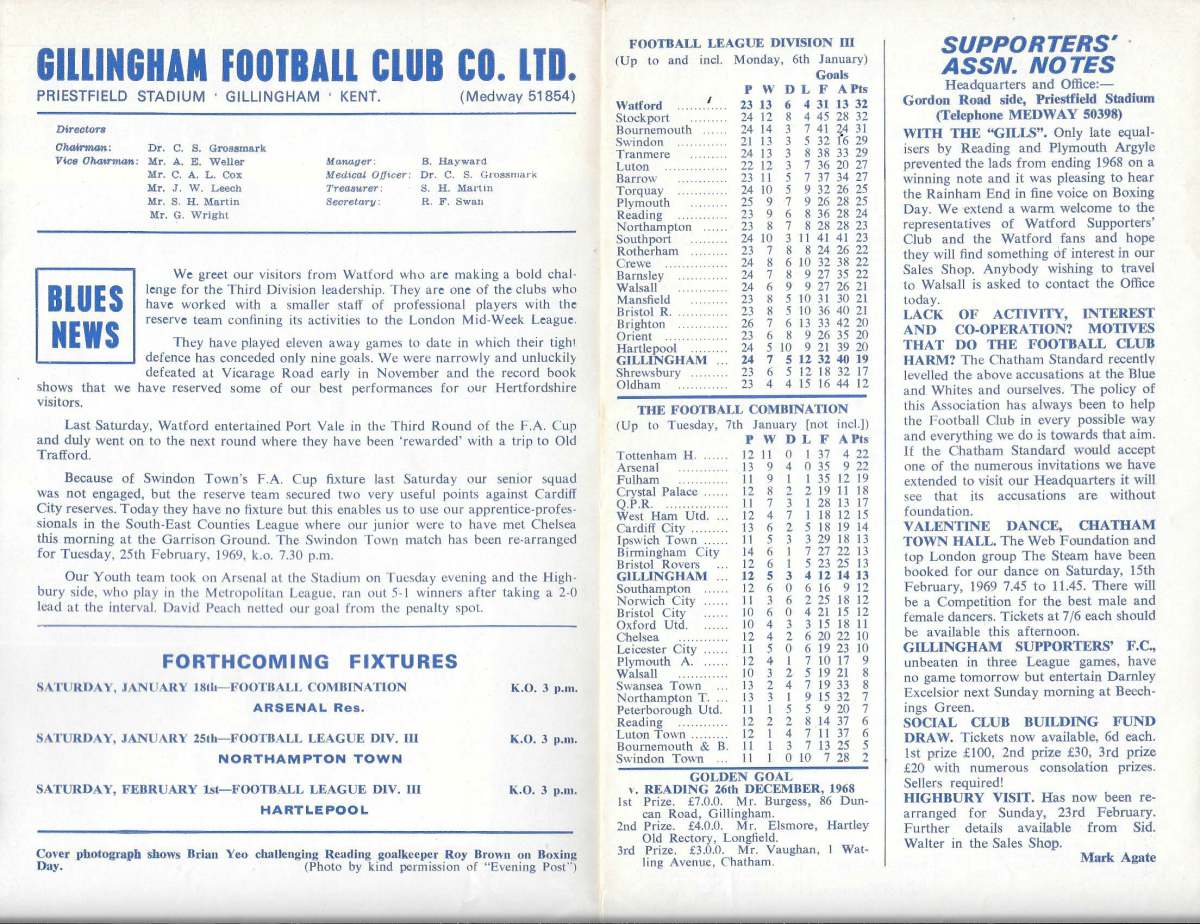 GILLINGHAM FOOTBALL CLUB CO. LTD.
PRIESTFIELD STADIUM · GILLINGHAM · KENT. (Medway 51854)
Directors
Chairman: Dr. C. S. Grossmark
Vice Chairman: Mr. A. E. Weller Manager: B. Hayward
Mr. C. A. L. Cox Medical Officer: Dr. C. S. Grossmark
Mr. J. W. Leech Treasurer: S. H. Martin
Mr. S. H. Martin Secretary: R. F. Swan
Mr. G. Wright
BLUES
NEWS
We greet our visitors from Watford who are making a bold chal-
lenge for the Third Division leadership. They are one of the clubs who
have worked with a smaller staff of professional players with the
reserve team confining its activities to the London Mid-Week League.
They have played eleven away games to date in which their tight
defence has conceded only nine goals. We were narrowly and unluckily
defeated at Vicarage Road early in November and the record book
shows that we have reserved some of our best performances for our Hertfordshire
visitors.
Last Saturday, Watford entertained Port Vale in the Third Round of the F.A. Cup
and duly went on to the next round where they have been 'rewarded' with a trip to Old
Trafford.
Because of Swindon Town's F.A. Cup fixture last Saturday our senior squad
was not engaged, but the reserve team secured two very useful points against Cardiff
City reserves. Today they have no fixture but this enables us to use our apprentice-profes-
sionals in the South-East Counties League where our junior were to have met Chelsea
this morning at the Garrison Ground. The Swindon Town match has been re-arranged
for Tuesday, 25th February, 1969, k.o. 7.30 p.m.
Our Youth team took on Arsenal at the Stadium on Tuesday evening and the High-
bury side, who play in the Metropolitan League, ran out 5-1 winners after taking a 2-0
lead at the interval. David Peach netted our goal from the penalty spot.
FORTHCOMING FIXTURES
SATURDAY, JANUARY 18th—FOOTBALL COMBINATION K.O. 3 p.m.
ARSENAL Res.
SATURDAY, JANUARY 25th—FOOTBALL LEAGUE DIV. III K.O. 3 p.m.
NORTHAMPTON TOWN
SATURDAY, FEBRUARY 1st—FOOTBALL LEAGUE DIV. III K.O. 3 p.m.
HARTLEPOOL
Cover photograph shows Brian Yeo challenging Reading goalkeeper Roy Brown on Boxing
Day. (Photo by kind permission of "Evening Post")
FOOTBALL LEAGUE DIVISION III
(Up to and incl. Monday, 6th January)
Goals
P W D L F A Pts
Watford ............ 23 13 6 4 31 13 32
Stockport ............ 24 12 8 4 45 28 32
Bournemouth ...... 24 14 3 7 41 24 31
Swindon ............ 21 13 3 5 32 16 29
Tranmere ............ 24 13 3 8 38 33 29
Luton ............ 22 12 3 7 36 20 27
Barrow ............ 23 11 5 7 37 34 27
Torquay ............ 24 10 5 9 32 26 25
Plymouth ............ 25 9 7 9 26 28 25
Reading ............ 23 9 6 8 36 28 24
Northampton ...... 23 8 7 8 28 28 23
Southport ......... 24 10 3 11 41 41 23
Rotherham ......... 23 7 8 8 24 26 22
Crewe ............ 24 8 6 10 32 38 22
Barnsley ............ 24 7 8 9 27 35 22
Walsall ............ 24 6 9 9 27 26 21
Mansfield ......... 23 8 5 10 31 30 21
Bristol R. ......... 23 8 5 10 36 40 21
Brighton ............ 26 7 6 13 33 42 20
Orient ............ 23 6 8 9 26 35 20
Hartlepool ......... 24 5 10 9 21 39 20
GILLINGHAM ... 24 7 5 12 32 40 19
Shrewsbury ......... 23 6 5 12 18 32 17
Oldham ............ 23 4 4 15 16 44 12
THE FOOTBALL COMBINATION
(Up to Tuesday, 7th January [not incl.])
P W D L F A Pts
Tottenham H. ...... 12 11 0 1 37 4 22
Arsenal ............ 13 9 4 0 35 9 22
Fulham ............ 11 9 1 1 35 12 19
Crystal Palace ...... 12 8 2 2 19 11 18
Q.P.R. ............ 11 7 3 1 28 13 17
West Ham Utd. ... 12 4 7 1 18 12 15
Cardiff City ......... 13 6 2 5 18 19 14
Ipswich Town ...... 11 5 3 3 29 18 13
Birmingham City 14 6 1 7 27 22 13
Bristol Rovers ... 12 6 1 5 23 25 13
GILLINGHAM ... 12 5 3 4 12 14 13
Southampton ...... 12 6 0 6 16 9 12
Norwich City ...... 11 3 6 2 25 18 12
Bristol City ...... 10 6 0 4 21 15 12
Oxford Utd. ...... 10 4 3 3 15 18 11
Chelsea ............ 12 4 2 6 20 22 10
Leicester City ...... 11 5 0 6 19 23 10
Plymouth A. ...... 12 4 1 7 10 17 9
Walsall ............ 10 3 2 5 19 21 8
Swansea Town ... 13 2 4 7 19 33 8
Northampton T. ... 13 3 1 9 15 32 7
Peterborough Utd. 11 1 5 5 9 20 7
Reading ............ 12 2 2 8 14 37 6
Luton Town ......... 12 1 4 7 11 37 6
Bournemouth & B. 11 1 3 7 13 25 5
Swindon Town ... 11 1 0 10 7 28 2
GOLDEN GOAL
v. READING 26th DECEMBER, 1968
1st Prize. £7.0.0. Mr. Burgess, 86 Dun-
can Road, Gillingham.
2nd Prize. £4.0.0. Mr. Elsmore, Hartley
Old Rectory, Longfield.
3rd Prize. £3.0.0. Mr. Vaughan, 1 Wat-
ling Avenue, Chatham.
SUPPORTERS'
ASSN. NOTES
Headquarters and Office:—
Gordon Road side, Priestfield Stadium
(Telephone MEDWAY 50398)
WITH THE "GILLS". Only late equal-
isers by Reading and Plymouth Argyle
prevented the lads from ending 1968 on a
winning note and it was pleasing to hear
the Rainham End in fine voice on Boxing
Day. We extend a warm welcome to the
representatives of Watford Supporters'
Club and the Watford fans and hope
they will find something of interest in our
Sales Shop. Anybody wishing to travel
to Walsall is asked to contact the Office
today.
LACK OF ACTIVITY, INTEREST
AND CO-OPERATION? MOTIVES
THAT DO THE FOOTBALL CLUB
HARM? The Chatham Standard recently
levelled the above accusations at the Blue
and Whites and ourselves. The policy of
this Association has always been to help
the Football Club in every possible way
and everything we do is towards that aim.
If the Chatham Standard would accept
one of the numerous invitations we have
extended to visit our Headquarters it will
see that its accusations are without
foundation.
VALENTINE DANCE, CHATHAM
TOWN HALL. The Web Foundation and
top London group The Steam have been
booked for our dance on Saturday, 15th
February, 1969 7.45 to 11.45. There will
be a Competition for the best male and
female dancers. Tickets at 7/6 each should
be available this afternoon.
GILLINGHAM SUPPORTERS' F.C.,
unbeaten in three League games, have
no game tomorrow but entertain Darnley
Excelsior next Sunday morning at Beech-
ings Green.
SOCIAL CLUB BUILDING FUND
DRAW. Tickets now available, 6d each.
1st prize £100, 2nd prize £30, 3rd prize
£20 with numerous consolation prizes.
Sellers required!
HIGHBURY VISIT. Has now been re-
arranged for Sunday, 23rd February.
Further details available from Sid.
Walter in the Sales Shop.
Mark Agate